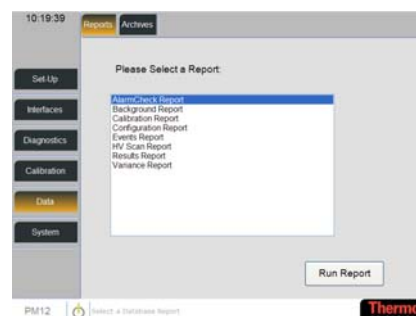 10:19:39
Reports Archives
Please Select a Report:
Set-Up
Interfaces
Diagnostics
Calibration
Data
System
AlarmCheck Report
Background Report
Calibration Report
Configuration Report
Events Report
HV Scan Report
Results Report
Variance Report
Run Report
PM12 Select a Database Report
Thermo